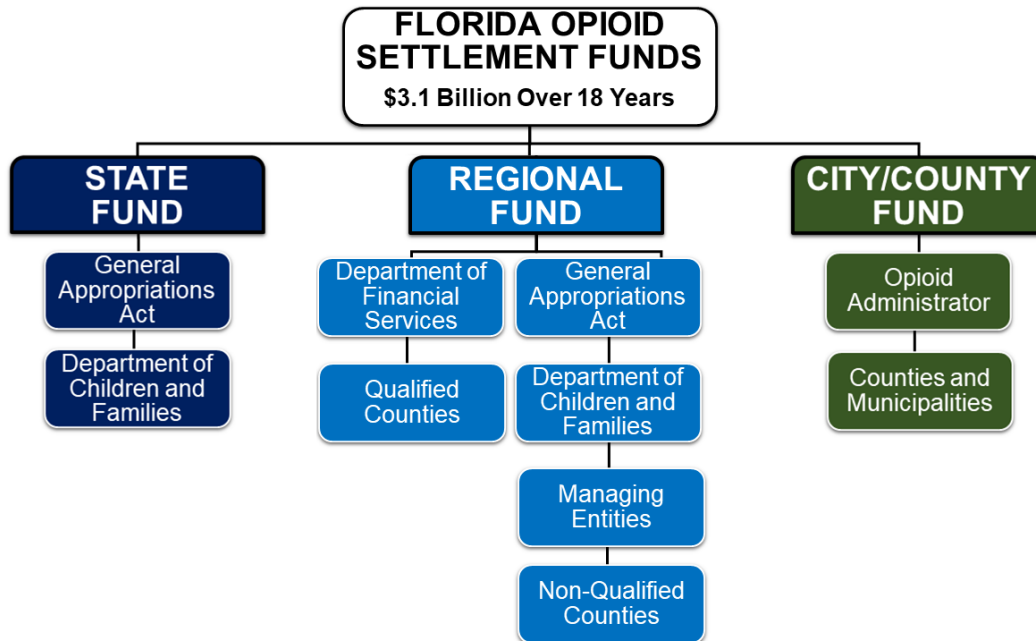 FLORIDA OPIOID
SETTLEMENT FUNDS
$3.1 Billion Over 18 Years
STATE
FUND
General
Appropriations
Act
Department of
Children and
Families
REGIONAL
FUND
Department of
Financial
Services
Qualified
Counties
General
Appropriations
Act
Department of
Children and
Families
Managing
Entities
Non-Qualified
Counties
CITY/COUNTY
FUND
Opioid
Administrator
Counties and
Municipalities